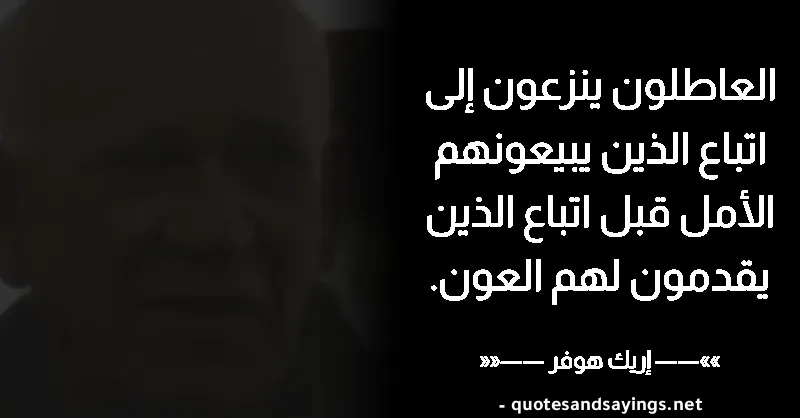 العاطلون ينزعون إلى
اتباع الذين يبيعونهم
الأمل قبل اتباع الذين
يقدمون لهم العون.
»»—— إريك هوفر ——««
- quotesandsayings.net